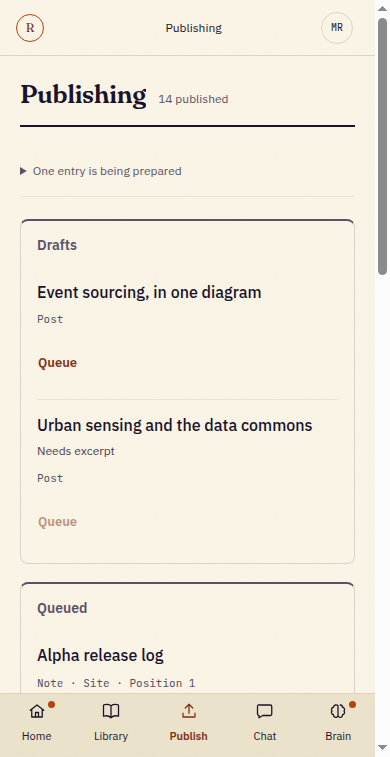 R
Publishing
MR
Publishing 14 published
One entry is being prepared
Drafts
Event sourcing, in one diagram
Post
Queue
Urban sensing and the data commons
Needs excerpt
Post
Queue
Queued
Alpha release log
Note · Site · Position 1
Home Library Publish Chat Brain